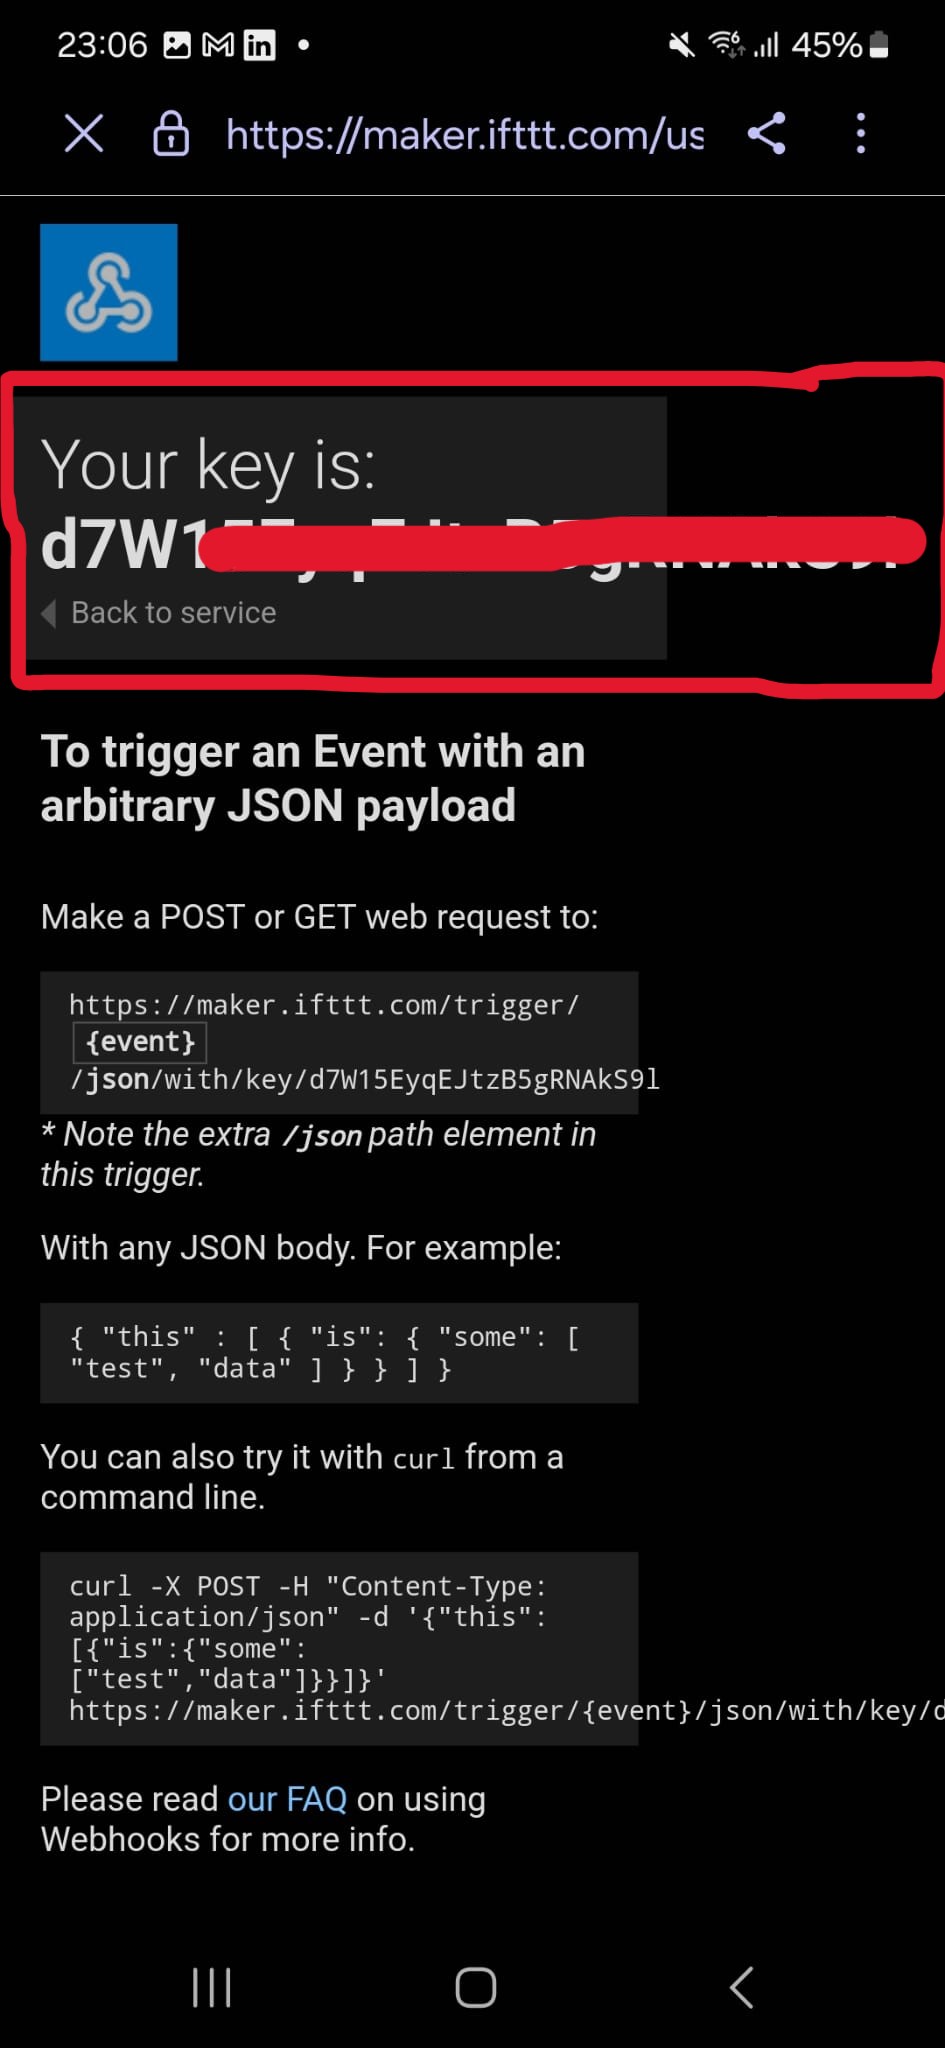 23:06
45%
https://maker.ifttt.com/us
Your key is:
d7W1
Back to service
To trigger an Event with an
arbitrary JSON payload
Make a POST or GET web request to:
https://maker.ifttt.com/trigger/
{event}
/json/with/key/d7W15EyqEJtzB5gRNAkS9l
* Note the extra /json path element in
this trigger.
With any JSON body. For example:
{ "this" : [ { "is": { "some": [
"test", "data" ] } } ] }
You can also try it with curl from a
command line.
curl -X POST -H "Content-Type:
application/json" -d '{"this":
[{"is":{"some":
["test","data"]}}]}'
https://maker.ifttt.com/trigger/{event}/json/with/key/d
Please read our FAQ on using
Webhooks for more info.